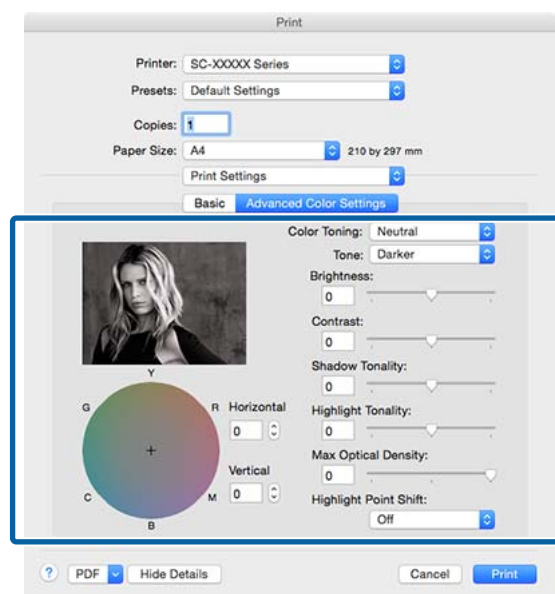 Print
Printer: SC-XXXXX Series
Presets: Default Settings
Copies: 1
Paper Size: A4 210 by 297 mm
Print Settings
Basic Advanced Color Settings
Color Toning: Neutral
Tone: Darker
Brightness:
0
Contrast:
0
Shadow Tonality:
0
Highlight Tonality:
0
Max Optical Density:
0
Highlight Point Shift:
Off
Y
G R
C M
B
Horizontal
0
Vertical
0
? PDF Hide Details Cancel Print